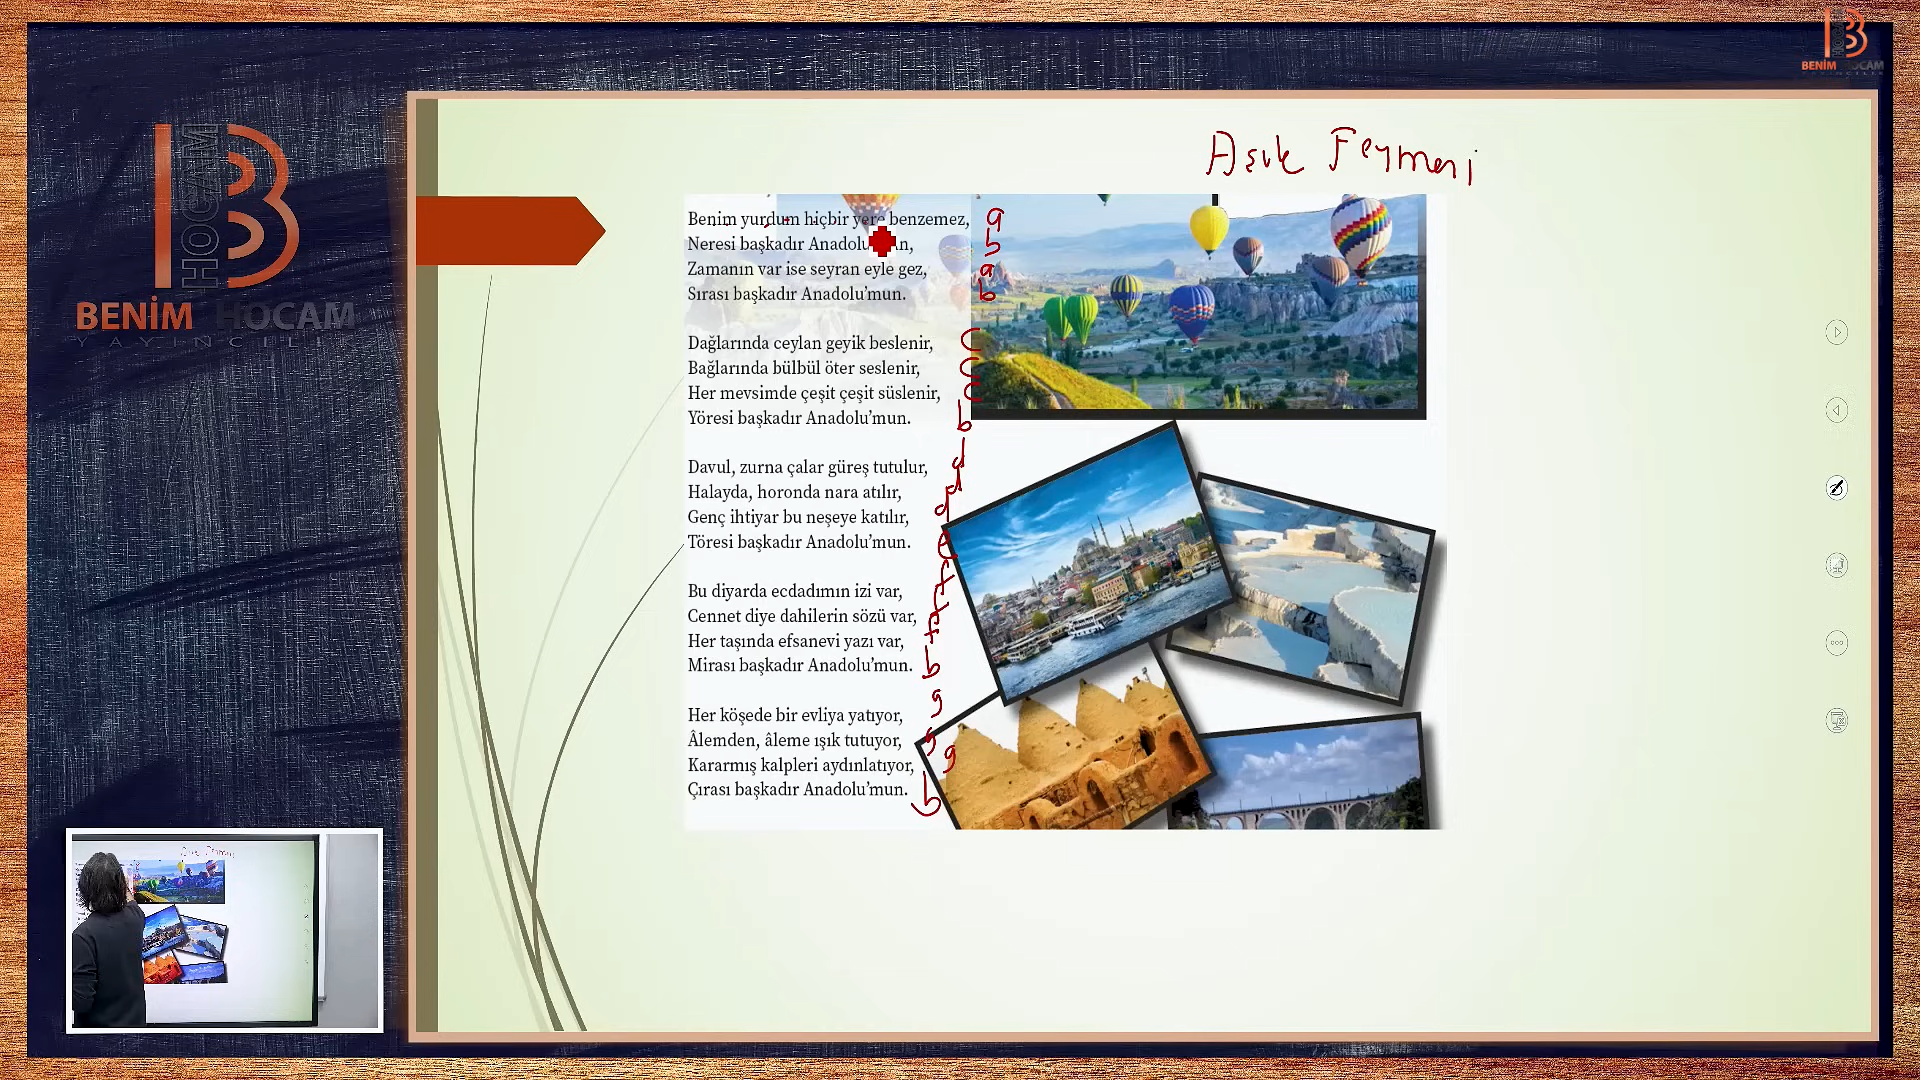 BENİM HOCAM
YAYINCILIK
HOCAM
BENİM HOCAM
YAYINCILIK
Aşık Feymani
Benim yurdum hiçbir yere benzemez, a
Neresi başkadır Anadolu n, b
Zamanın var ise seyran eyle gez, a
Sırası başkadır Anadolu'mun. b
Dağlarında ceylan geyik beslenir, c
Bağlarında bülbül öter seslenir, c
Her mevsimde çeşit çeşit süslenir, c
Yöresi başkadır Anadolu'mun. b
Davul, zurna çalar güreş tutulur, d
Halayda, horonda nara atılır, d
Genç ihtiyar bu neşeye katılır, d
Töresi başkadır Anadolu'mun.
Bu diyarda ecdadımın izi var,
Cennet diye dahilerin sözü var,
Her taşında efsanevi yazı var,
Mirası başkadır Anadolu'mun. b
Her köşede bir evliya yatıyor, g
Âlemden, âleme ışık tutuyor, g
Kararmış kalpleri aydınlatıyor, g
Çırası başkadır Anadolu'mun. b